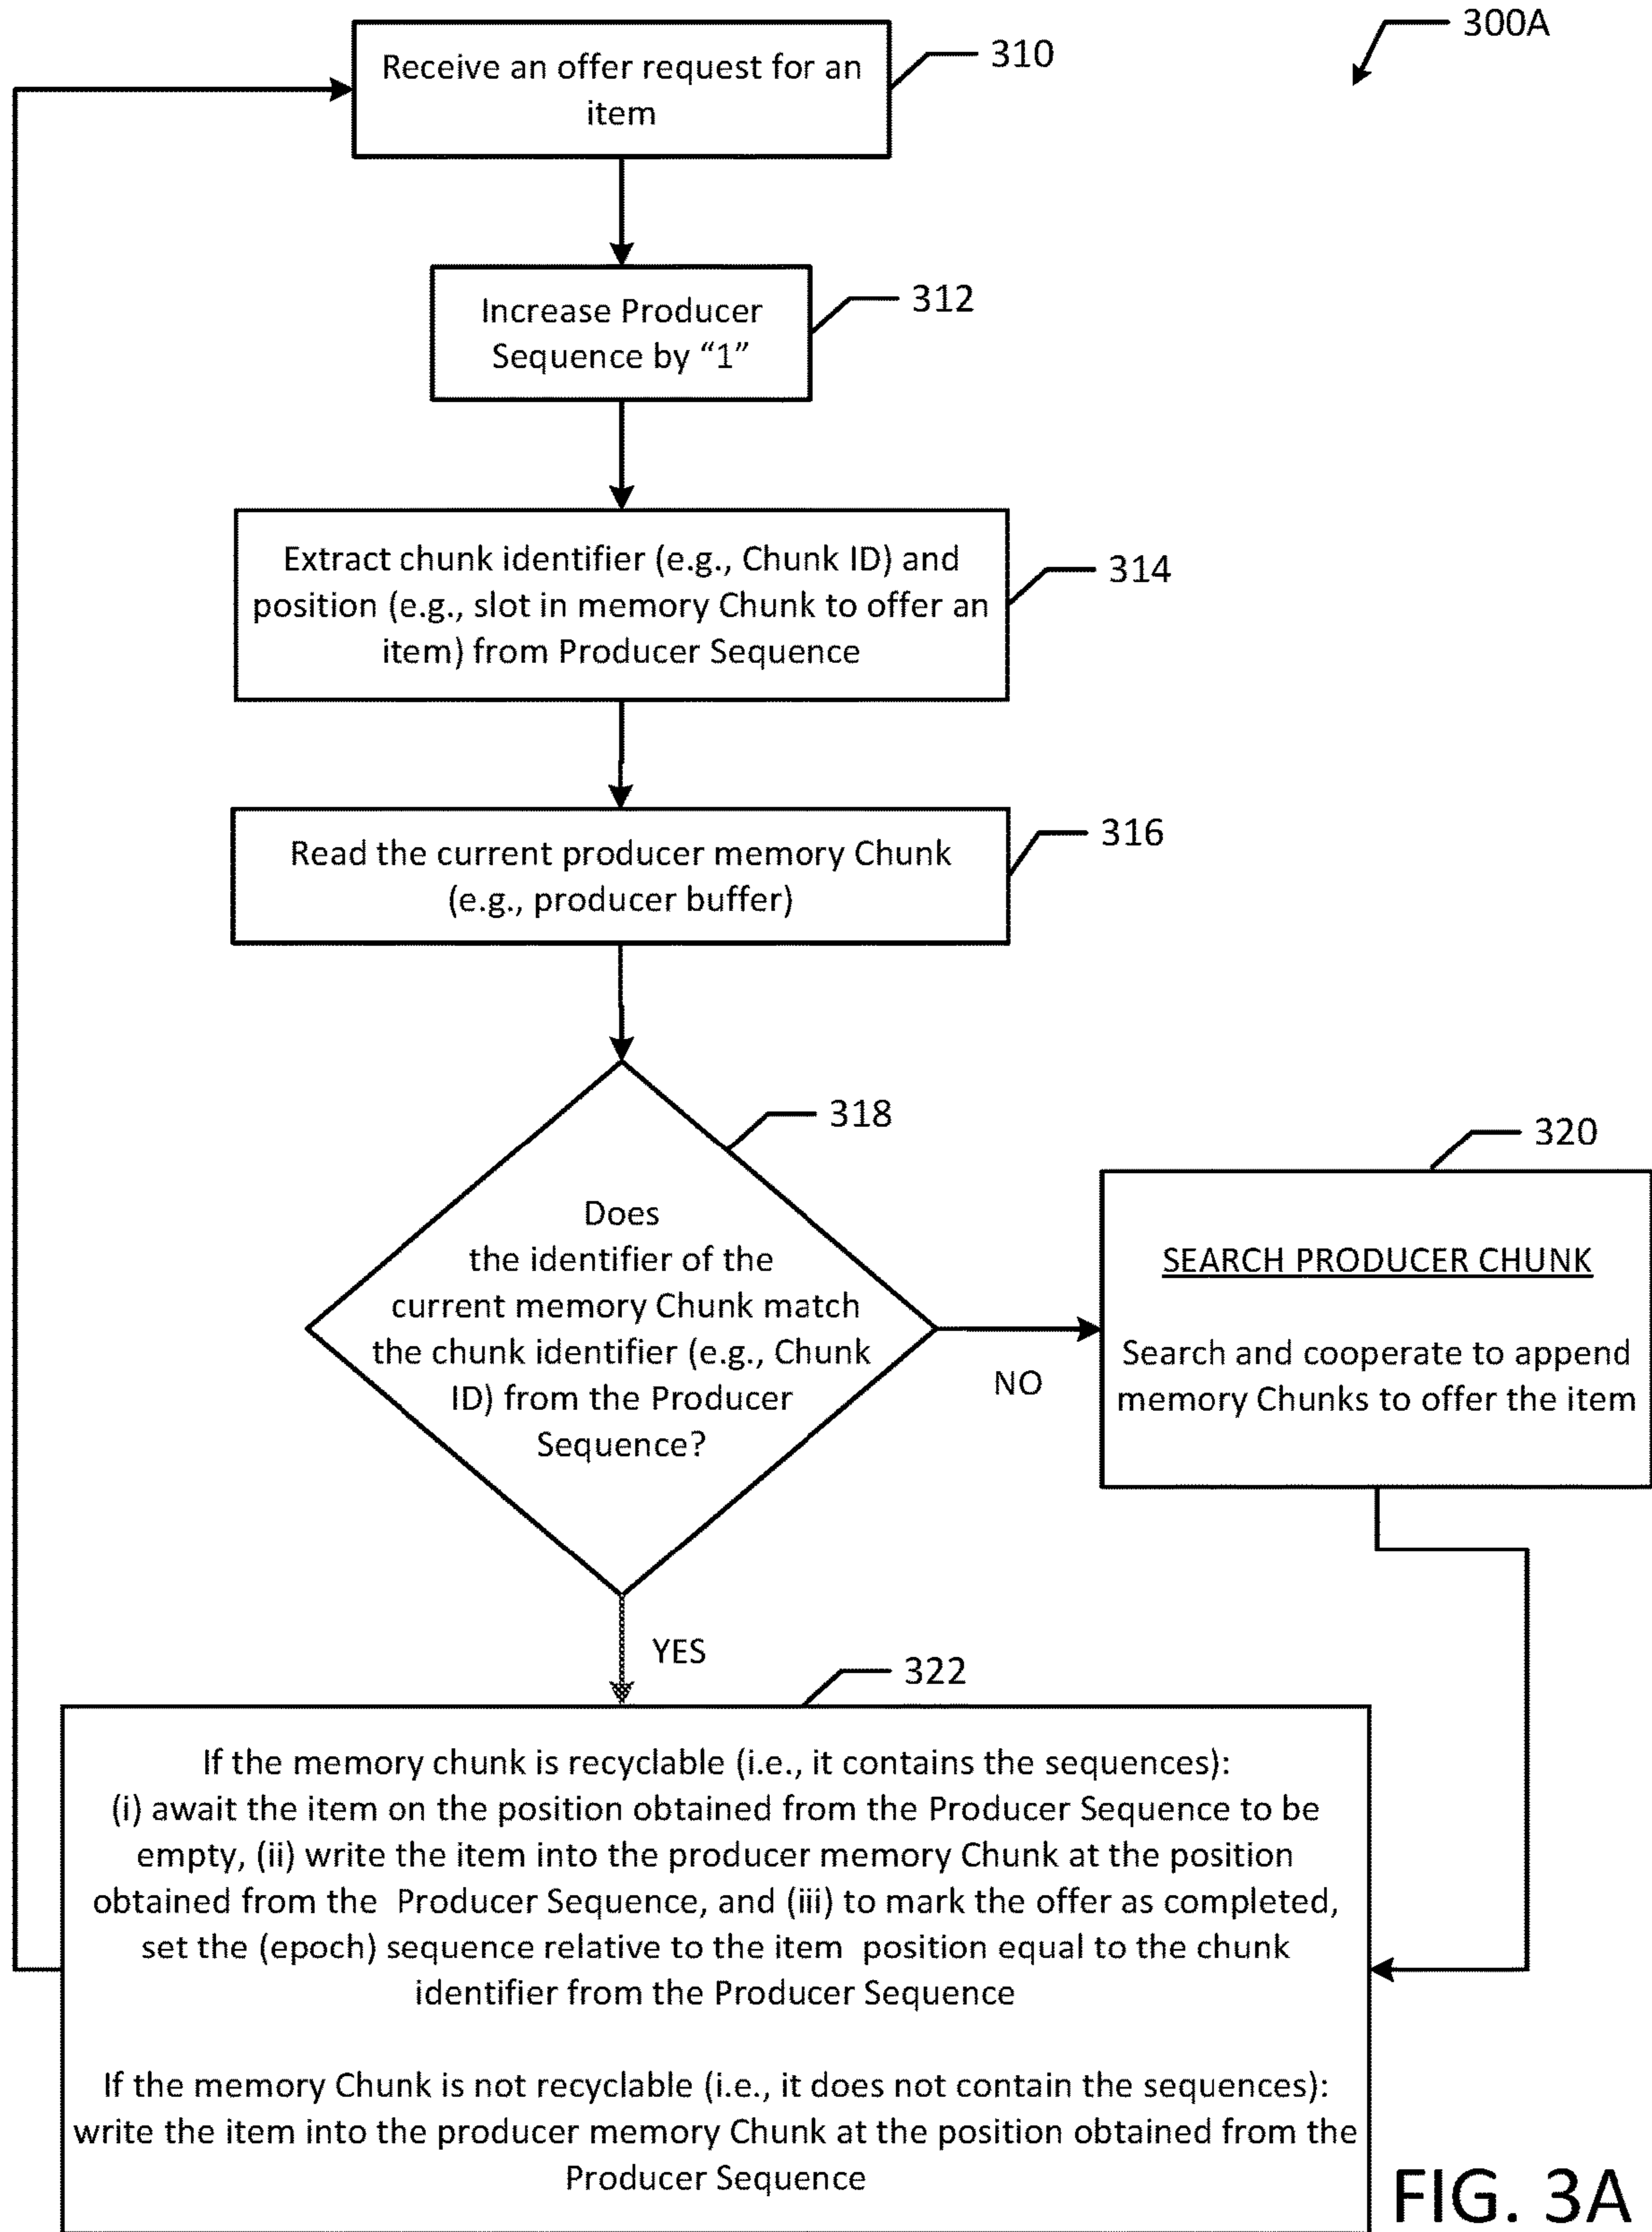 300A
Receive an offer request for an
item
310
Increase Producer
Sequence by “1”
312
Extract chunk identifier (e.g., Chunk ID) and
position (e.g., slot in memory Chunk to offer an
item) from Producer Sequence
314
Read the current producer memory Chunk
(e.g., producer buffer)
316
318
Does
the identifier of the
current memory Chunk match
the chunk identifier (e.g., Chunk
ID) from the Producer
Sequence?
NO
320
SEARCH PRODUCER CHUNK
Search and cooperate to append
memory Chunks to offer the item
YES
322
If the memory chunk is recyclable (i.e., it contains the sequences):
(i) await the item on the position obtained from the Producer Sequence to be
empty, (ii) write the item into the producer memory Chunk at the position
obtained from the Producer Sequence, and (iii) to mark the offer as completed,
set the (epoch) sequence relative to the item position equal to the chunk
identifier from the Producer Sequence
If the memory Chunk is not recyclable (i.e., it does not contain the sequences):
write the item into the producer memory Chunk at the position obtained from the
Producer Sequence
FIG. 3A